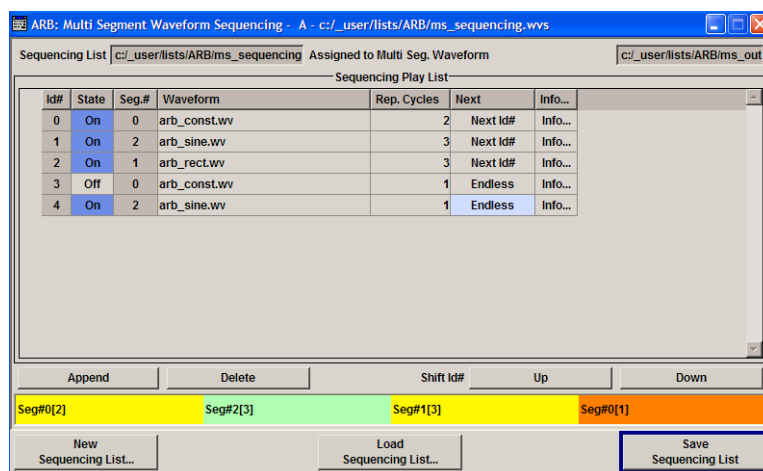 ARB: Multi Segment Waveform Sequencing - A - c:/_user/lists/ARB/ms_sequencing.wvs
Sequencing List c:/_user/lists/ARB/ms_sequencing Assigned to Multi Seg. Waveform c:/_user/lists/ARB/ms_out
Sequencing Play List
Id# State Seg.# Waveform Rep. Cycles Next Info...
0 On 0 arb_const.wv 2 Next Id# Info...
1 On 2 arb_sine.wv 3 Next Id# Info...
2 On 1 arb_rect.wv 3 Next Id# Info...
3 Off 0 arb_const.wv 1 Endless Info...
4 On 2 arb_sine.wv 1 Endless Info...
Append Delete Shift Id# Up Down
Seg#0[2] Seg#2[3] Seg#1[3] Seg#0[1]
New Load Save
Sequencing List... Sequencing List... Sequencing List